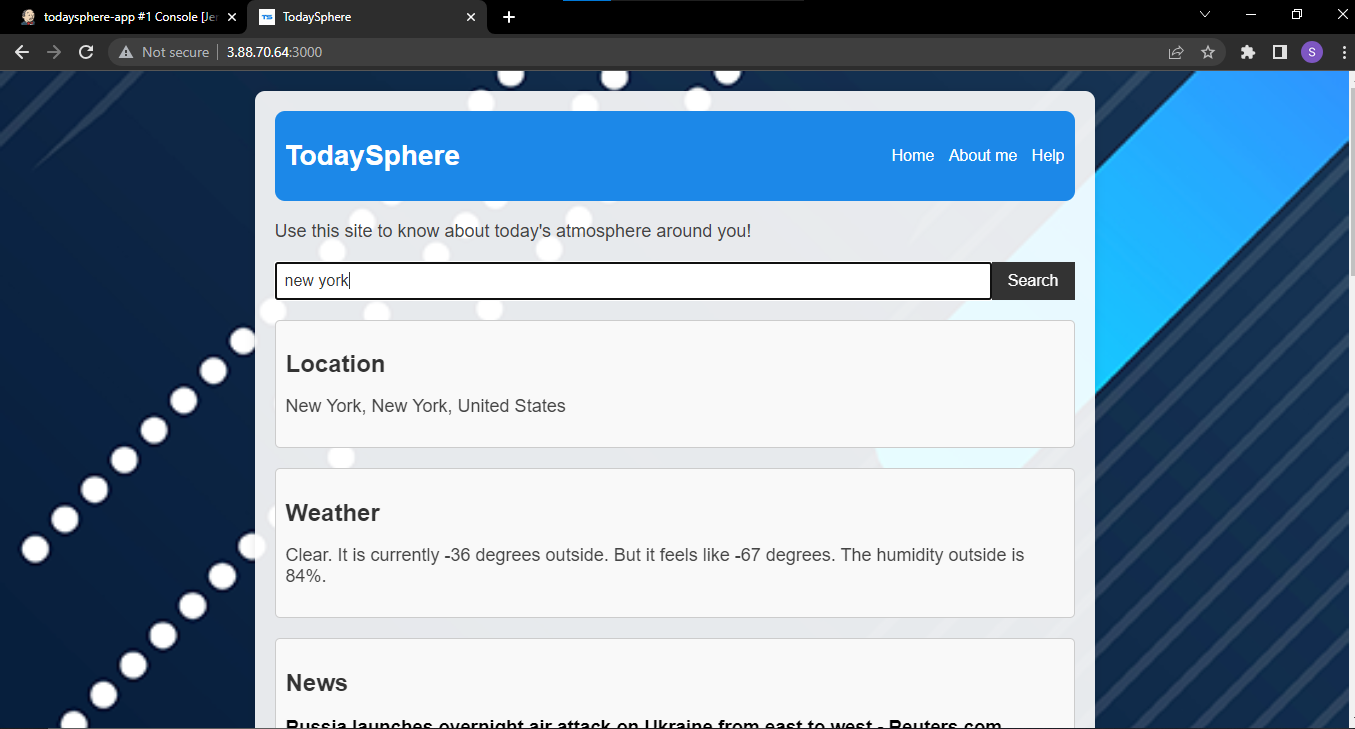 todaysphere-app #1 Console [Jer
TS TodaySphere
Not secure 3.88.70.64:3000
S
TodaySphere
Home About me Help
Use this site to know about today's atmosphere around you!
new york
Search
Location
New York, New York, United States
Weather
Clear. It is currently -36 degrees outside. But it feels like -67 degrees. The humidity outside is
84%.
News
Russia launches overnight air attack on Ukraine from east to west - Reuters.com